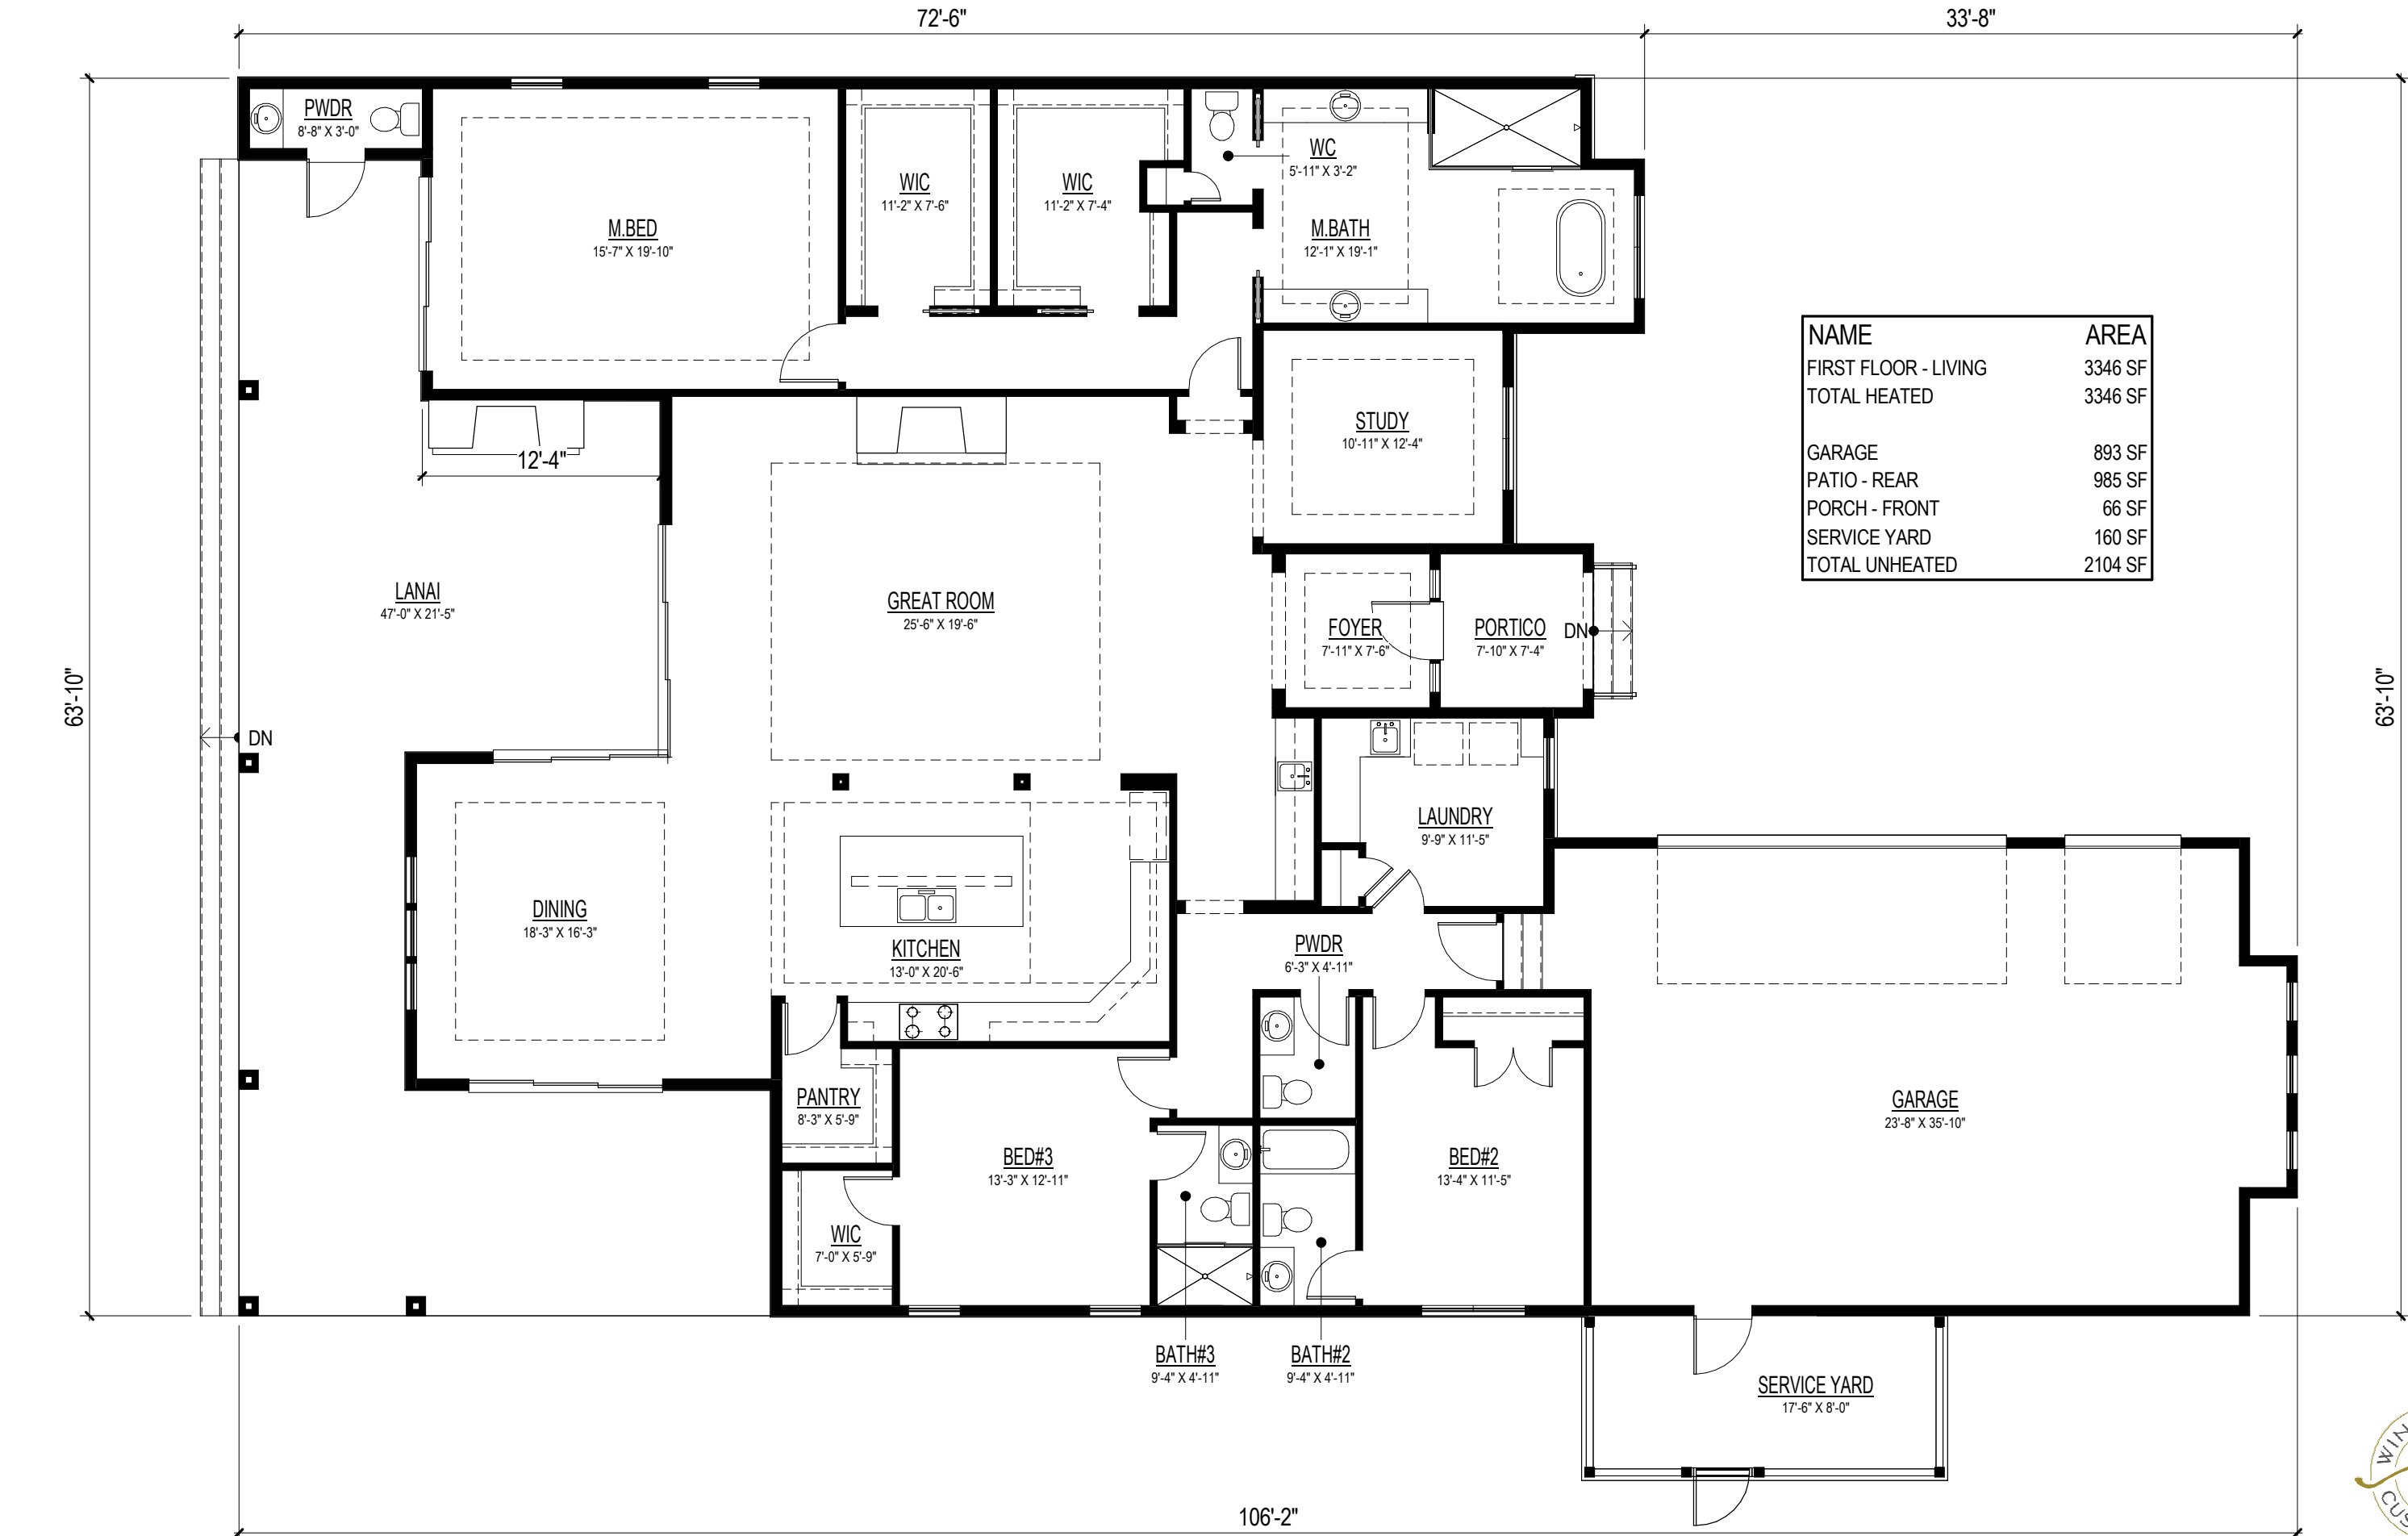 72'-6"
33'-8"
PWDR
8'-8" X 3'-0"
WC
5'-11" X 3'-2"
WIC
11'-2" X 7'-6"
WIC
11'-2" X 7'-4"
M.BED
15'-7" X 19'-10"
M.BATH
12'-1" X 19'-1"
NAME AREA
FIRST FLOOR - LIVING 3346 SF
TOTAL HEATED 3346 SF
GARAGE 893 SF
PATIO - REAR 985 SF
PORCH - FRONT 66 SF
SERVICE YARD 160 SF
TOTAL UNHEATED 2104 SF
STUDY
10'-11" X 12'-4"
12'-4"
LANAI
47'-0" X 21'-5"
GREAT ROOM
25'-6" X 19'-6"
FOYER
7'-11" X 7'-6"
PORTICO
7'-10" X 7'-4"
DN
63'-10"
63'-10"
DN
LAUNDRY
9'-9" X 11'-5"
DINING
18'-3" X 16'-3"
KITCHEN
13'-0" X 20'-6"
PWDR
6'-3" X 4'-11"
PANTRY
8'-3" X 5'-9"
GARAGE
23'-8" X 35'-10"
BED#3
13'-3" X 12'-11"
BED#2
13'-4" X 11'-5"
WIC
7'-0" X 5'-9"
BATH#3
9'-4" X 4'-11"
BATH#2
9'-4" X 4'-11"
SERVICE YARD
17'-6" X 8'-0"
106'-2"